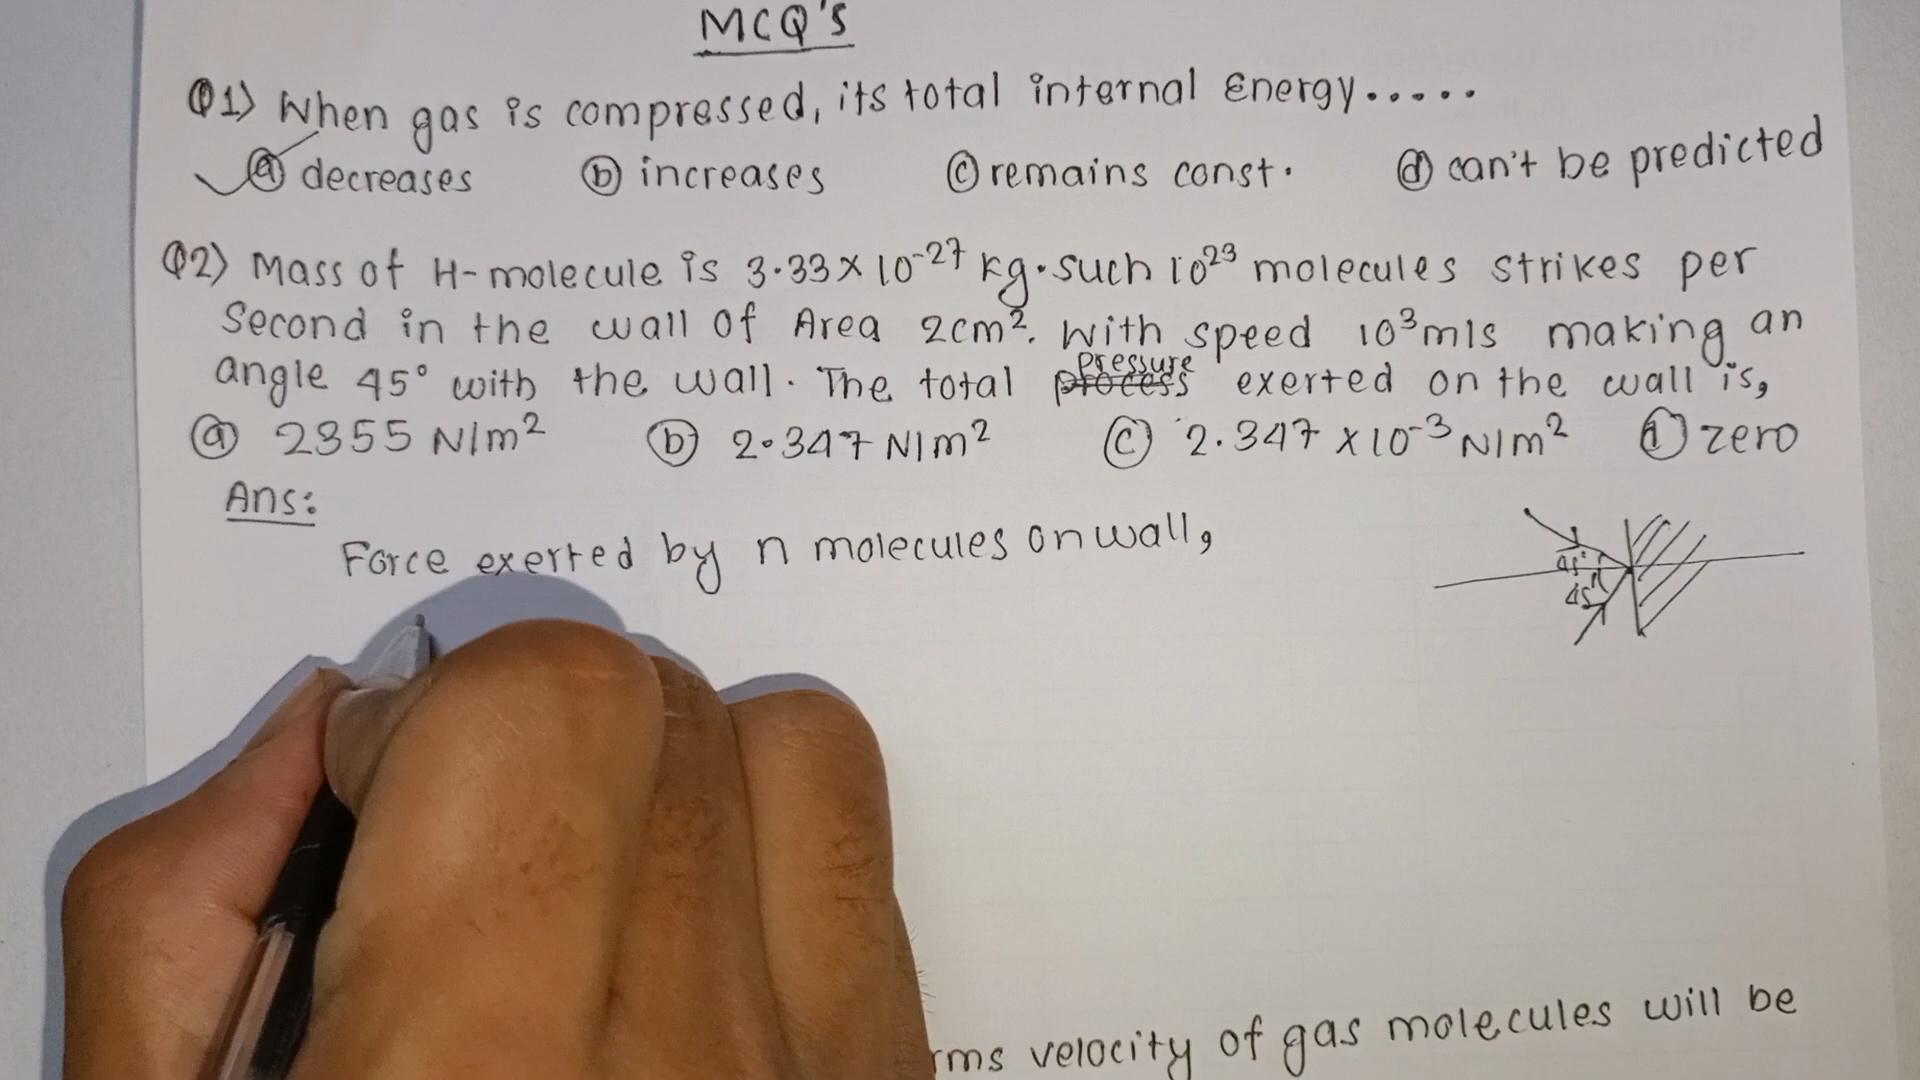 MCQ's
Q1) When gas is compressed, its total internal Energy.....
(a) decreases (b) increases (c) remains const. (d) can't be predicted
Q2) Mass of H-molecule is 3.33×10⁻²⁷ kg. such 10²³ molecules strikes per
Second in the wall of Area 2cm². With speed 10³m/s making an
angle 45° with the wall. The total pressure exerted on the wall is,
(a) 2355 N/m² (b) 2.347 N/m² (c) 2.347 ×10⁻³ N/m² (d) zero
Ans:
Force exerted by n molecules on wall,
45°
45°
rms velocity of gas molecules will be